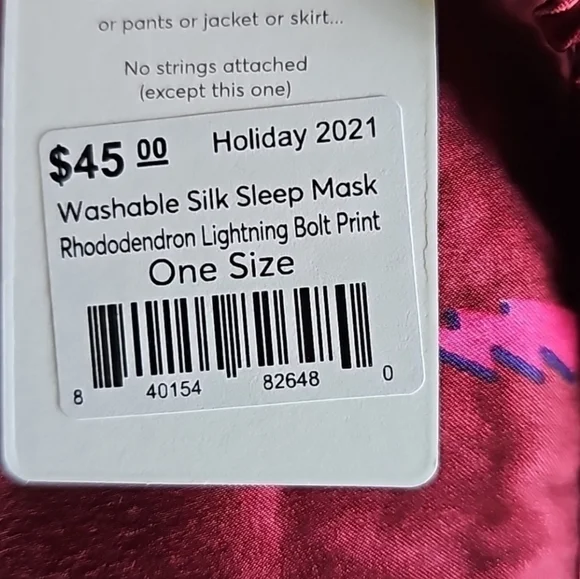 or pants or jacket or skirt...
No strings attached
(except this one)
$45 00 Holiday 2021
Washable Silk Sleep Mask
Rhododendron Lightning Bolt Print
One Size
8 40154 82648 0